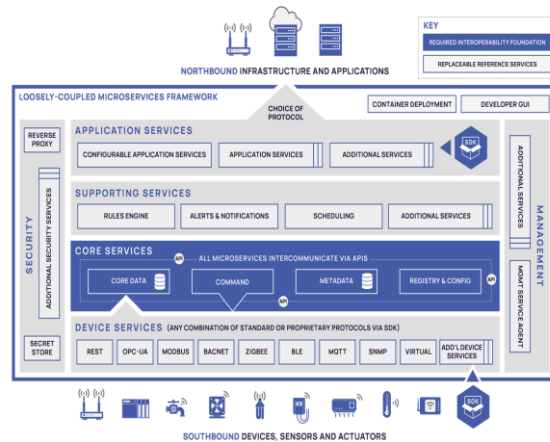 KEY
REQUIRED INTEROPERABILITY FOUNDATION
REPLACEABLE REFERENCE SERVICES
NORTHBOUND INFRASTRUCTURE AND APPLICATIONS
LOOSELY-COUPLED MICROSERVICES FRAMEWORK
CHOICE OF
PROTOCOL
CONTAINER DEPLOYMENT
DEVELOPER GUI
SECURITY
REVERSE
PROXY
ADDITIONAL SECURITY SERVICES
SECRET
STORE
APPLICATION SERVICES
CONFIGURABLE APPLICATION SERVICES
APPLICATION SERVICES
ADDITIONAL SERVICES
SDK
SUPPORTING SERVICES
RULES ENGINE
ALERTS & NOTIFICATIONS
SCHEDULING
ADDITIONAL SERVICES
CORE SERVICES
ALL MICROSERVICES INTERCOMMUNICATE VIA APIS
API
CORE DATA
COMMAND
METADATA
REGISTRY & CONFIG
API
API
DEVICE SERVICES (ANY COMBINATION OF STANDARD OR PROPRIETARY PROTOCOLS VIA SDK)
REST
OPC-UA
MODBUS
BACNET
ZIGBEE
BLE
MQTT
SNMP
VIRTUAL
ADD'L DEVICE
SERVICES
MANAGEMENT
ADDITIONAL SERVICES
MGMT SERVICE AGENT
SDK
SOUTHBOUND DEVICES, SENSORS AND ACTUATORS